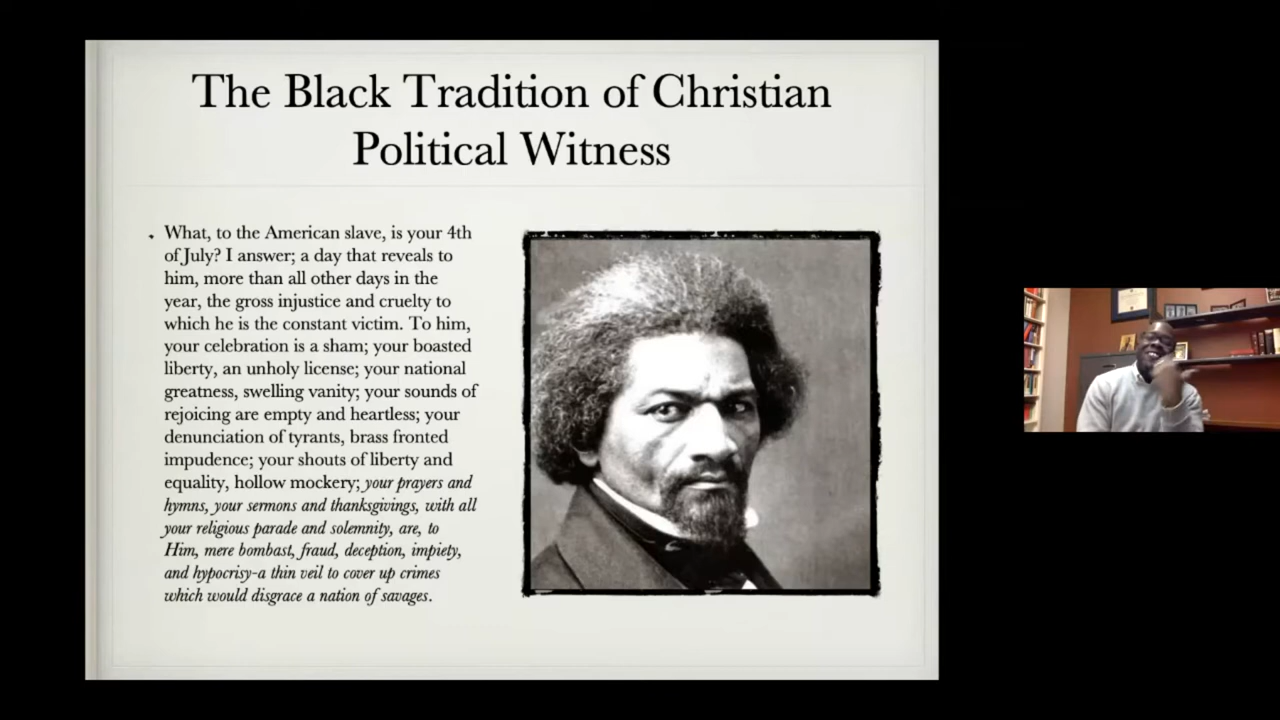 The Black Tradition of Christian
Political Witness
What, to the American slave, is your 4th
of July? I answer; a day that reveals to
him, more than all other days in the
year, the gross injustice and cruelty to
which he is the constant victim. To him,
your celebration is a sham; your boasted
liberty, an unholy license; your national
greatness, swelling vanity; your sounds of
rejoicing are empty and heartless; your
denunciation of tyrants, brass fronted
impudence; your shouts of liberty and
equality, hollow mockery; your prayers and
hymns, your sermons and thanksgivings, with all
your religious parade and solemnity, are, to
Him, mere bombast, fraud, deception, impiety,
and hypocrisy-a thin veil to cover up crimes
which would disgrace a nation of savages.